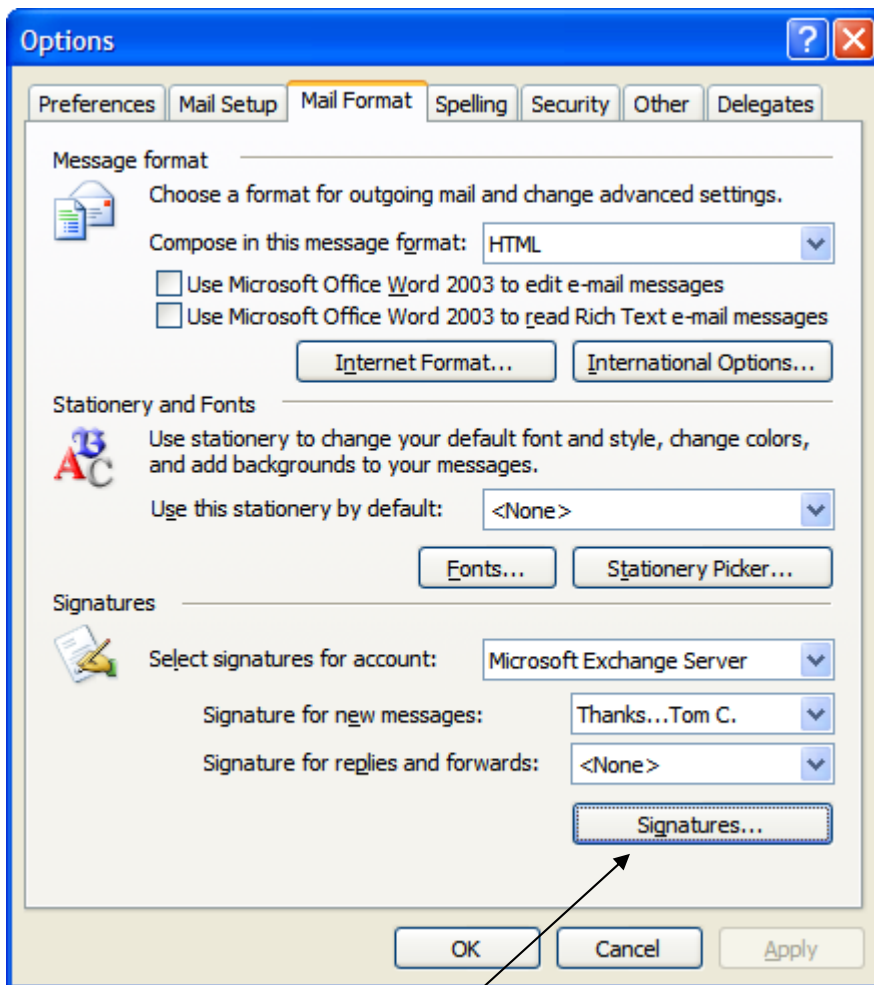 Options
Preferences Mail Setup Mail Format Spelling Security Other Delegates
Message format
Choose a format for outgoing mail and change advanced settings.
Compose in this message format: HTML
Use Microsoft Office Word 2003 to edit e-mail messages
Use Microsoft Office Word 2003 to read Rich Text e-mail messages
Internet Format... International Options...
Stationery and Fonts
Use stationery to change your default font and style, change colors,
and add backgrounds to your messages.
Use this stationery by default: <None>
Fonts... Stationery Picker...
Signatures
Select signatures for account: Microsoft Exchange Server
Signature for new messages: Thanks...Tom C.
Signature for replies and forwards: <None>
Signatures...
OK Cancel Apply